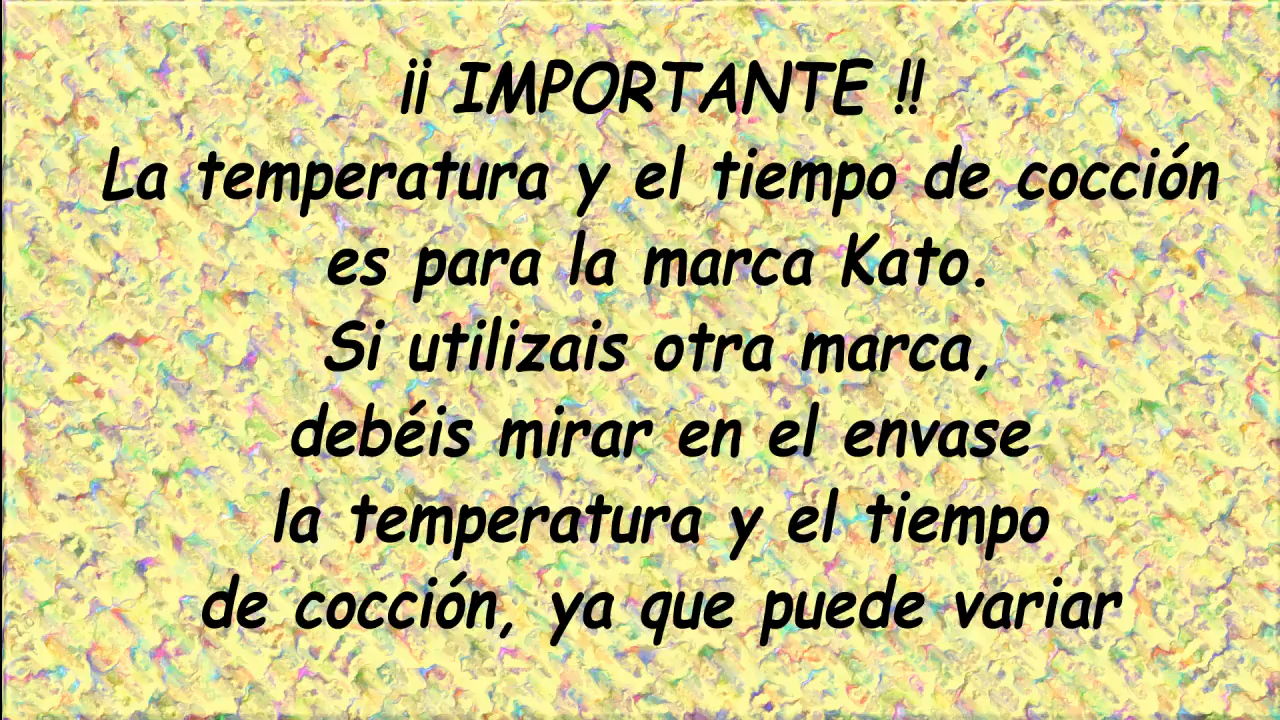 ¡¡ IMPORTANTE !!
La temperatura y el tiempo de cocción
es para la marca Kato.
Si utilizais otra marca,
debéis mirar en el envase
la temperatura y el tiempo
de cocción, ya que puede variar